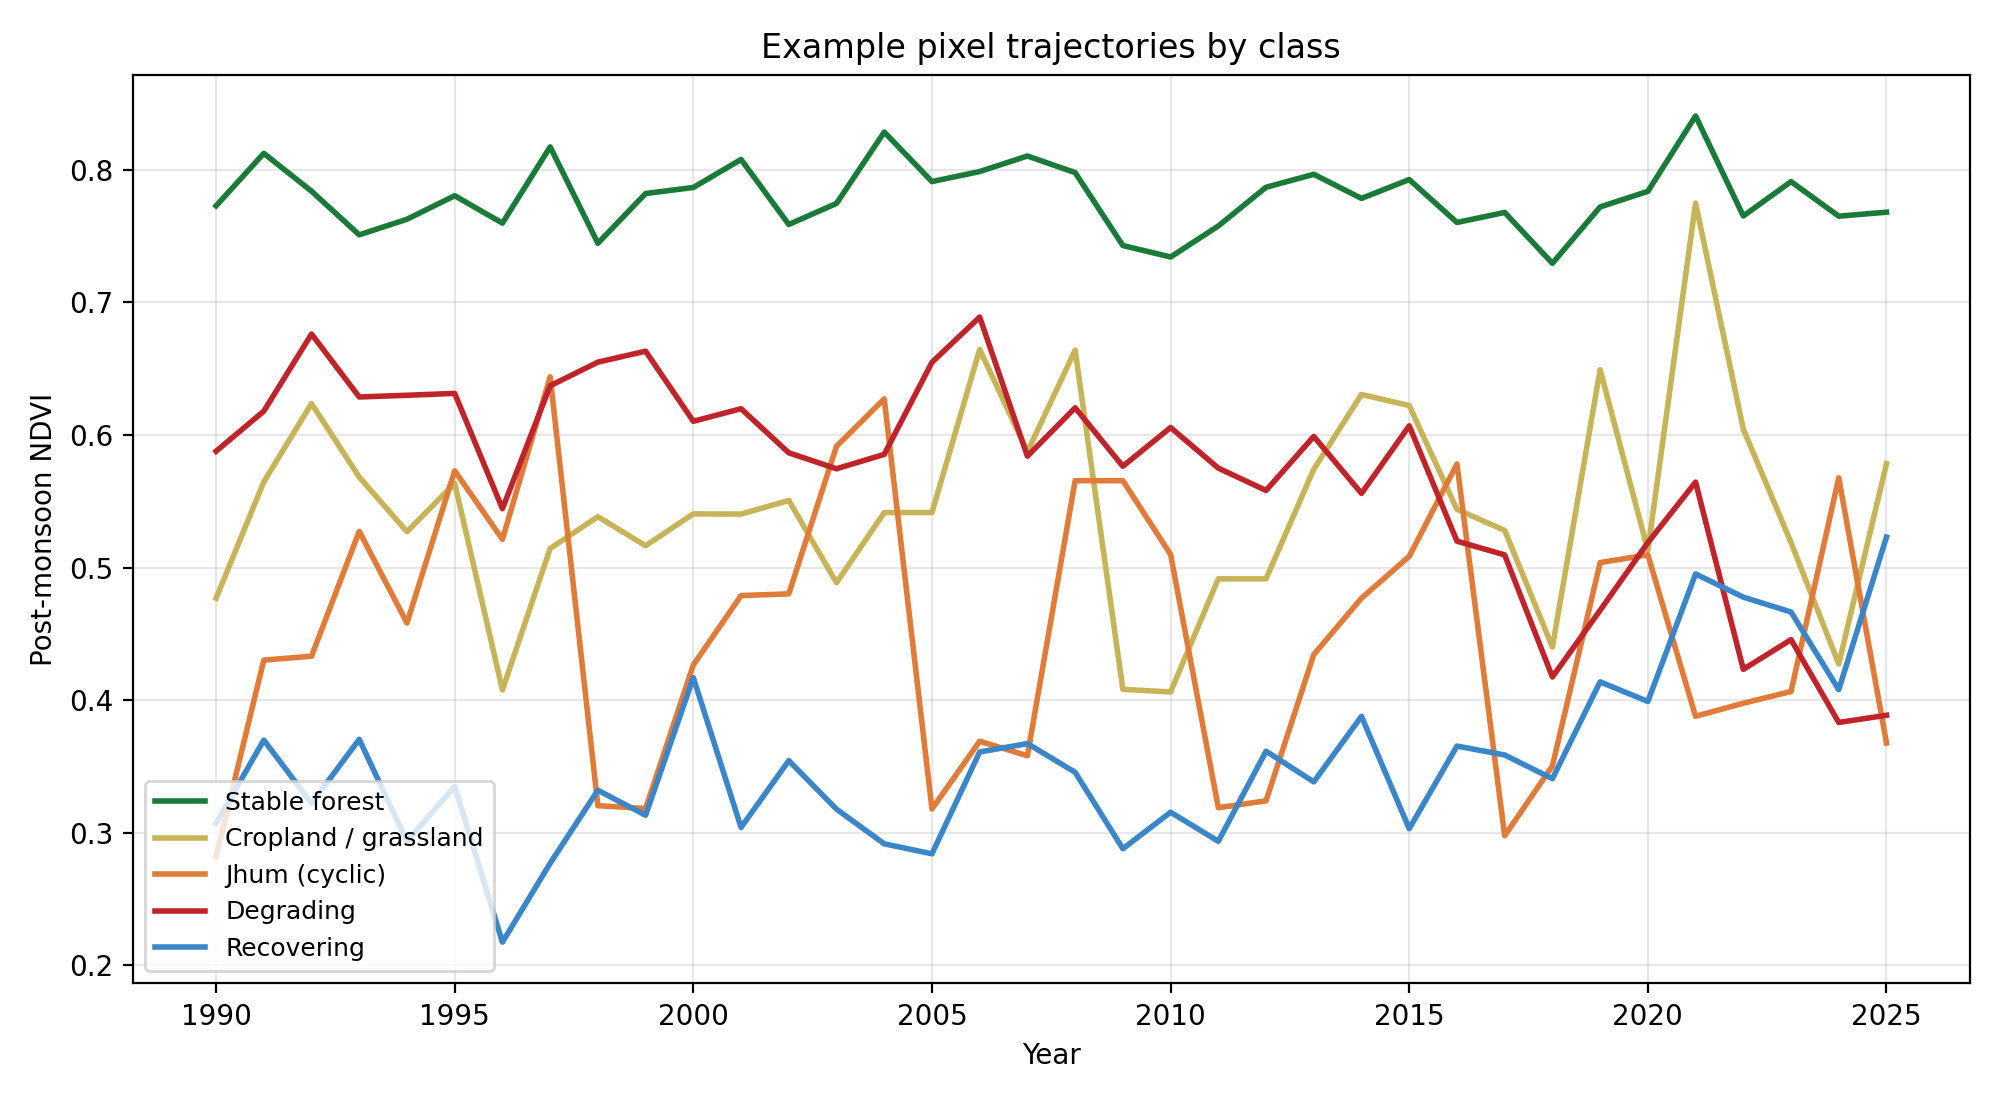 Example pixel trajectories by class
Post-monsoon NDVI
0.8
0.7
0.6
0.5
0.4
0.3
0.2
Stable forest
Cropland / grassland
Jhum (cyclic)
Degrading
Recovering
1990 1995 2000 2005 2010 2015 2020 2025
Year